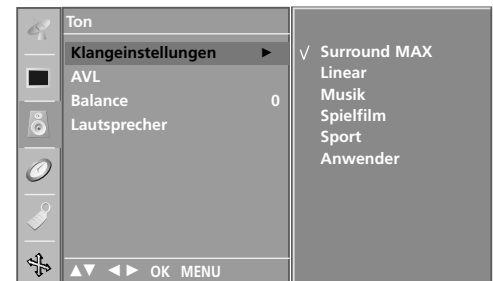 Ton
Klangeinstellungen ►
AVL
Balance 0
Lautsprecher
▲▼ ◄► OK MENU
√ Surround MAX
Linear
Musik
Spielfilm
Sport
Anwender